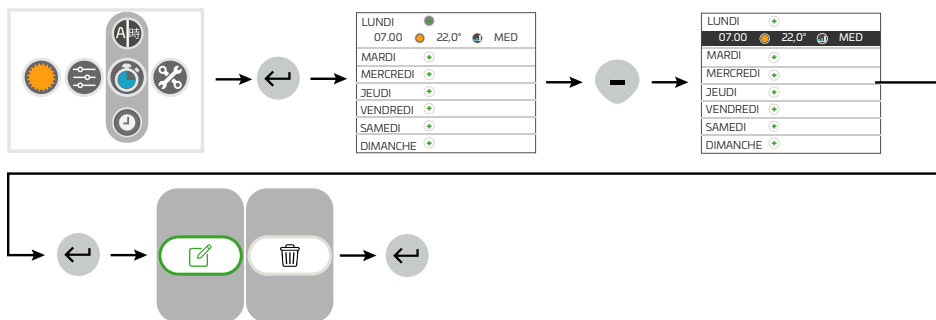 A時
LUNDI
07.00 22,0° MED
MARDI
MERCREDI
JEUDI
VENDREDI
SAMEDI
DIMANCHE
LUNDI
07.00 22,0° MED
MARDI
MERCREDI
JEUDI
VENDREDI
SAMEDI
DIMANCHE